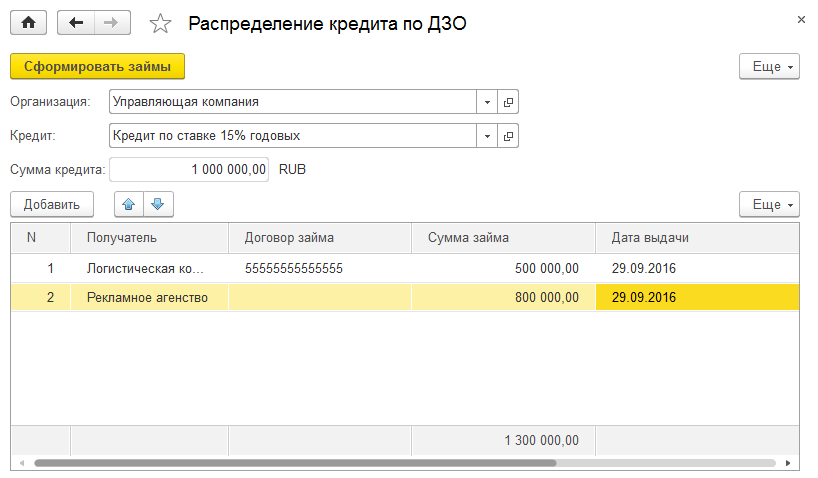 Распределение кредита по ДЗО
Сформировать займы Еще
Организация: Управляющая компания
Кредит: Кредит по ставке 15% годовых
Сумма кредита: 1 000 000,00 RUB
Добавить Еще
N Получатель Договор займа Сумма займа Дата выдачи
1 Логистическая ко... 55555555555555 500 000,00 29.09.2016
2 Рекламное агенство 800 000,00 29.09.2016
1 300 000,00